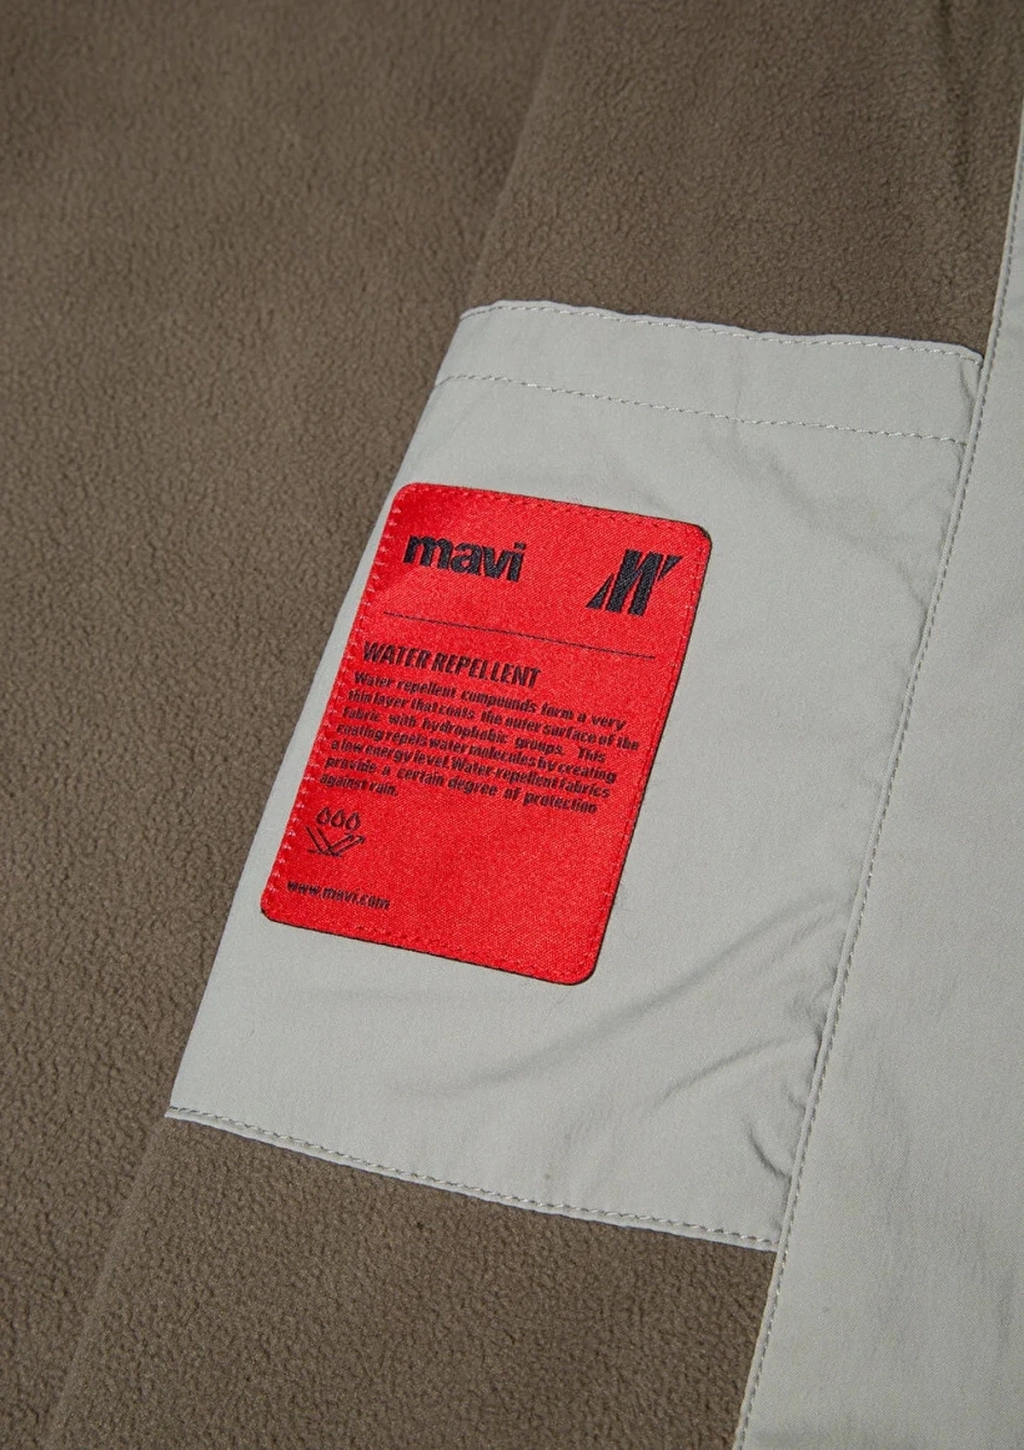 mavi
WATER REPELLENT
Water repellent compounds form a very
thin layer that coats the outer surface of the
fabric with hydrophobic groups. This
coating repels water molecules by creating
a low energy level. Water-repellent fabrics
provide a certain degree of protection
against rain.
www.mavi.com